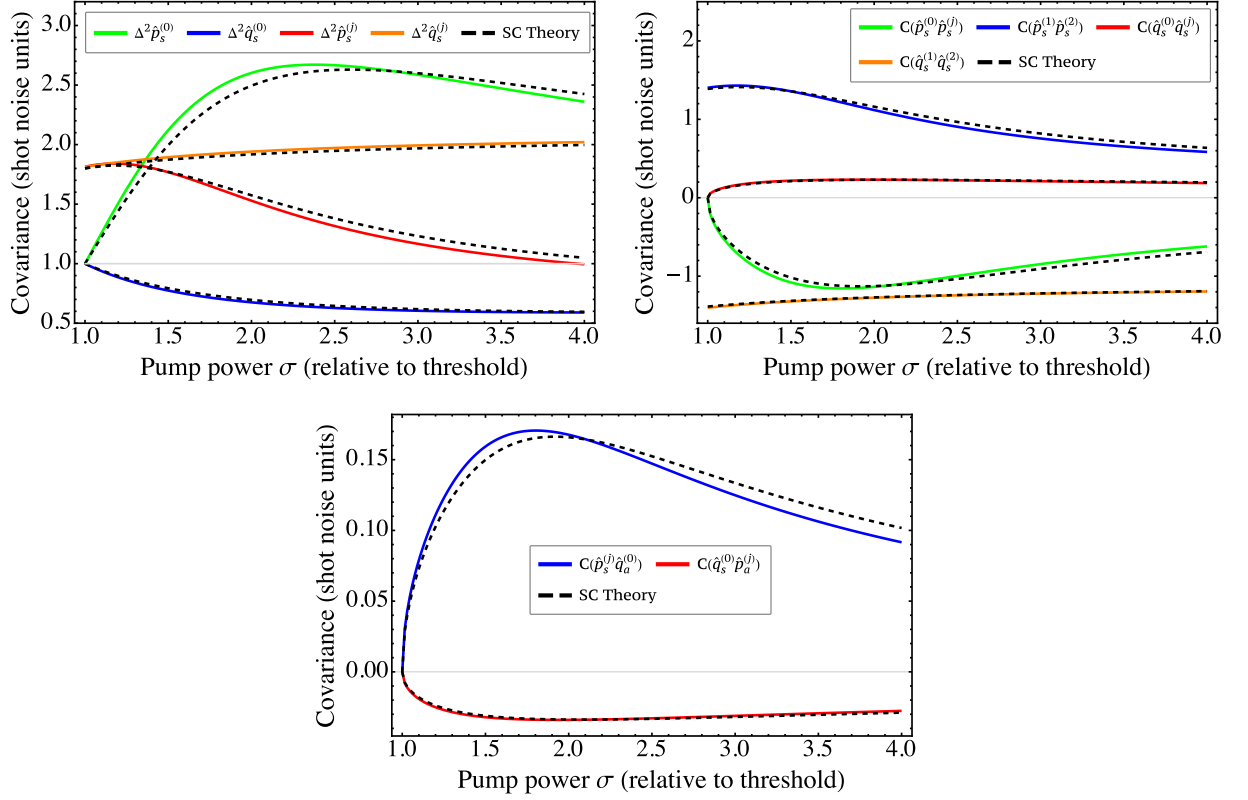 Covariance (shot noise units)
3.0
2.5
2.0
1.5
1.0
0.5
Δ²p̂ₛ⁽⁰⁾ Δ²q̂ₛ⁽⁰⁾ Δ²p̂ₛ⁽ʲ⁾ Δ²q̂ₛ⁽ʲ⁾ SC Theory
1.0 1.5 2.0 2.5 3.0 3.5 4.0
Pump power σ (relative to threshold)
Covariance (shot noise units)
2
1
0
−1
C(p̂ₛ⁽⁰⁾p̂ₛ⁽ʲ⁾) C(p̂ₛ⁽¹⁾p̂ₛ⁽²⁾) C(q̂ₛ⁽⁰⁾q̂ₛ⁽ʲ⁾)
C(q̂ₛ⁽¹⁾q̂ₛ⁽²⁾) SC Theory
1.0 1.5 2.0 2.5 3.0 3.5 4.0
Pump power σ (relative to threshold)
Covariance (shot noise units)
0.15
0.10
0.05
0.00
C(p̂ₛ⁽ʲ⁾q̂ₐ⁽⁰⁾) C(q̂ₛ⁽⁰⁾p̂ₐ⁽ʲ⁾)
SC Theory
1.0 1.5 2.0 2.5 3.0 3.5 4.0
Pump power σ (relative to threshold)